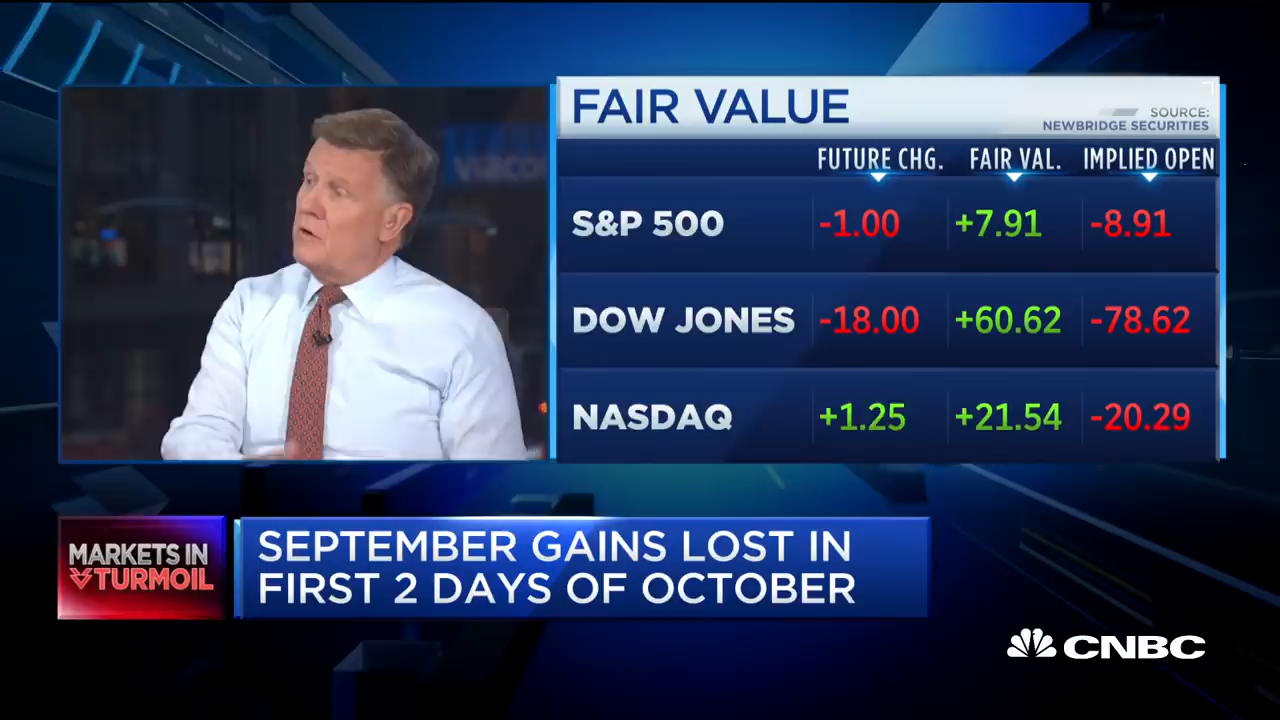 FAIR VALUE
SOURCE:
NEWBRIDGE SECURITIES
FUTURE CHG. FAIR VAL. IMPLIED OPEN
S&P 500 -1.00 +7.91 -8.91
DOW JONES -18.00 +60.62 -78.62
NASDAQ +1.25 +21.54 -20.29
MARKETS IN
TURMOIL
SEPTEMBER GAINS LOST IN
FIRST 2 DAYS OF OCTOBER
CNBC